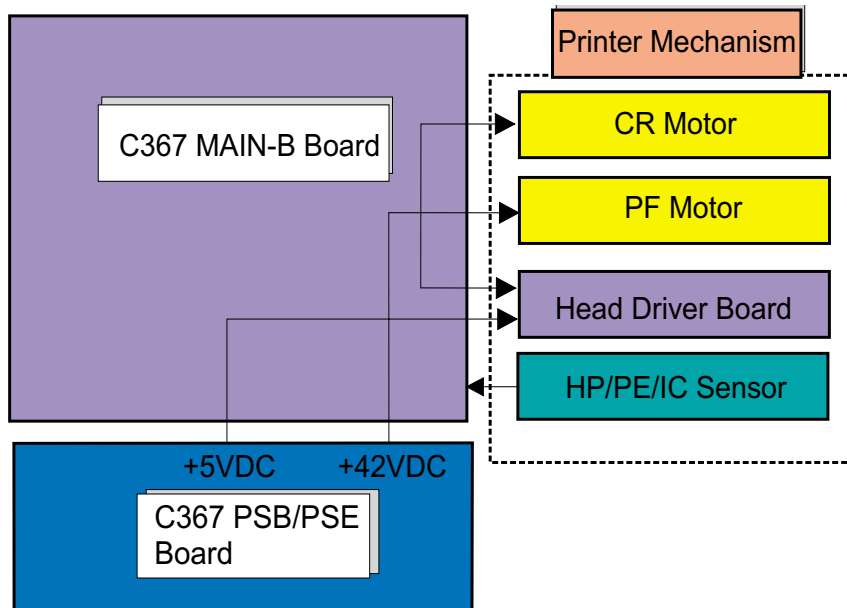 Printer Mechanism
C367 MAIN-B Board
CR Motor
PF Motor
Head Driver Board
HP/PE/IC Sensor
+5VDC
+42VDC
C367 PSB/PSE
Board